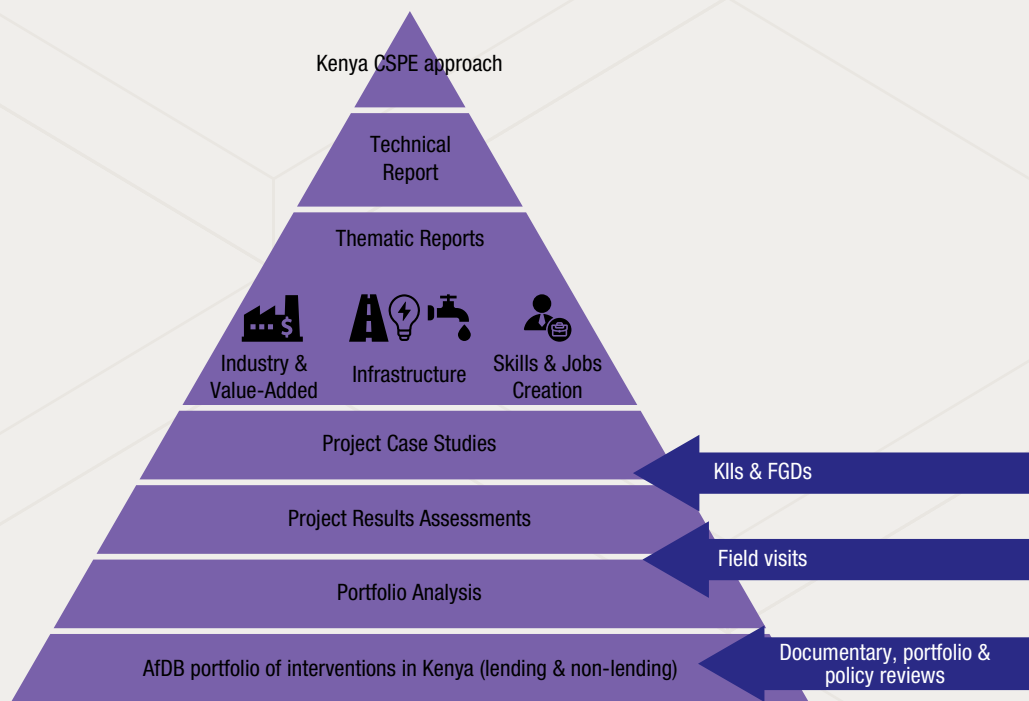 Kenya CSPE approach
Technical
Report
Thematic Reports
$
Industry &
Value-Added
Infrastructure
Skills & Jobs
Creation
Project Case Studies
KIIs & FGDs
Project Results Assessments
Field visits
Portfolio Analysis
AfDB portfolio of interventions in Kenya (lending & non-lending)
Documentary, portfolio &
policy reviews